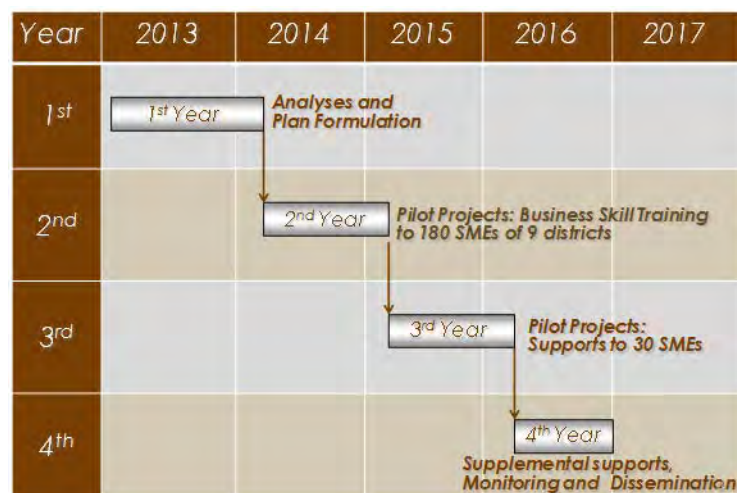 Year 2013 2014 2015 2016 2017
1st
1st Year
Analyses and
Plan Formulation
2nd
2nd Year
Pilot Projects: Business Skill Training
to 180 SMEs of 9 districts
3rd
3rd Year
Pilot Projects:
Supports to 30 SMEs
4th
4th Year
Supplemental supports,
Monitoring and Dissemination